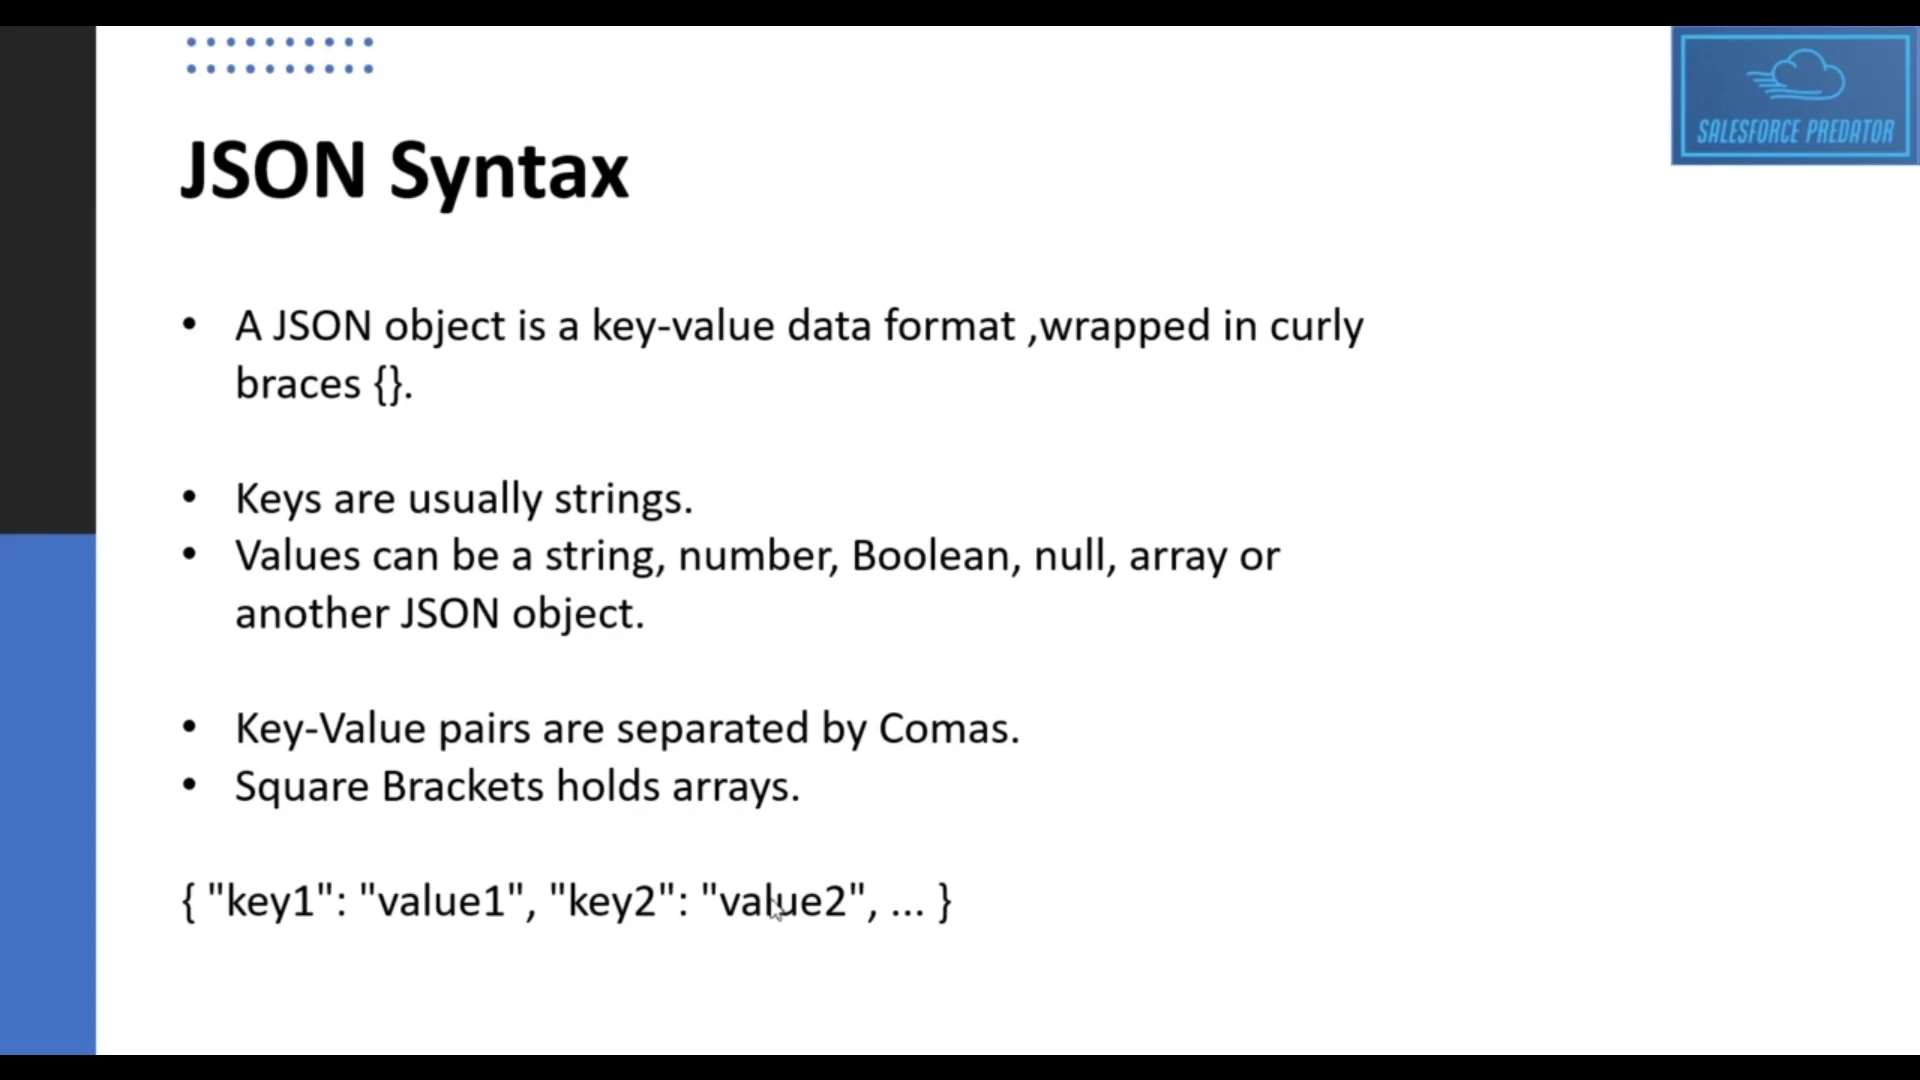 SALESFORCE PREDATOR
JSON Syntax
• A JSON object is a key-value data format ,wrapped in curly
braces {}.
• Keys are usually strings.
• Values can be a string, number, Boolean, null, array or
another JSON object.
• Key-Value pairs are separated by Comas.
• Square Brackets holds arrays.
{ "key1": "value1", "key2": "value2", ... }